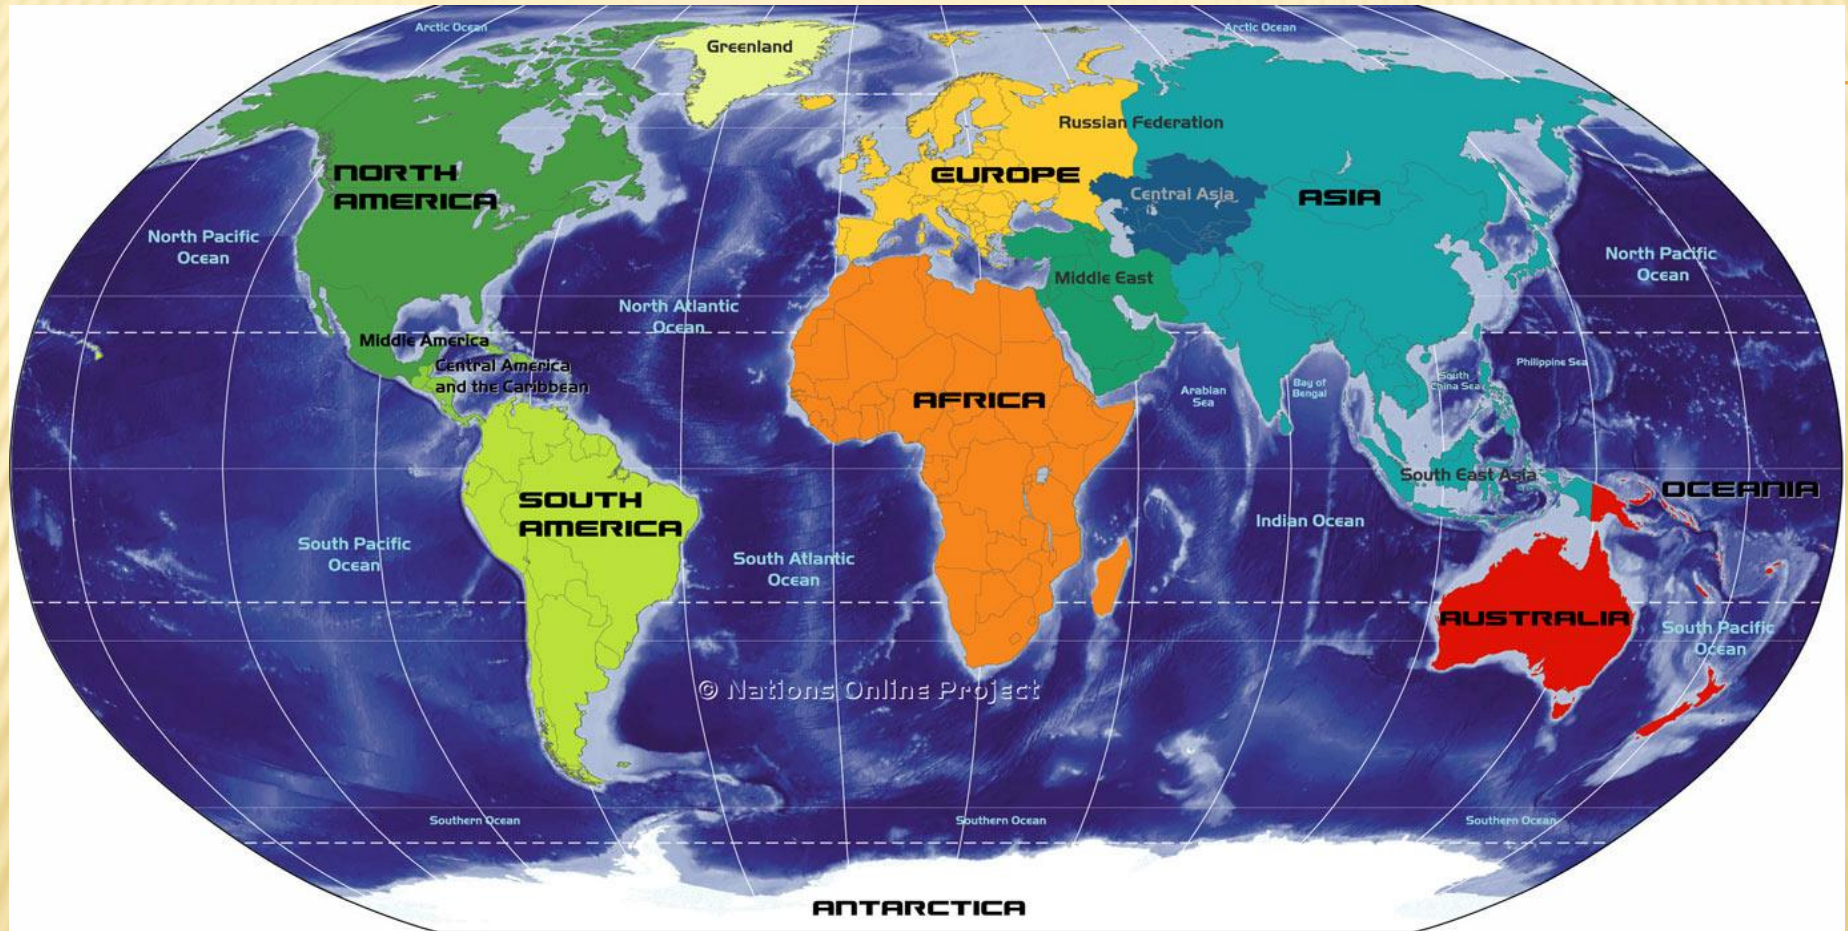 Arctic Ocean
Arctic Ocean
Greenland
Russian Federation
NORTH
AMERICA
EUROPE
Central Asia
ASIA
North Pacific
Ocean
North Pacific
Ocean
Middle East
North Atlantic
Ocean
Middle America
Central America
and the Caribbean
Philippine Sea
South
China Sea
Arabian
Sea
Bay of
Bengal
AFRICA
South East Asia
OCEANIA
SOUTH
AMERICA
Indian Ocean
South Pacific
Ocean
South Atlantic
Ocean
AUSTRALIA
South Pacific
Ocean
© Nations Online Project
Southern Ocean
Southern Ocean
Southern Ocean
ANTARCTICA